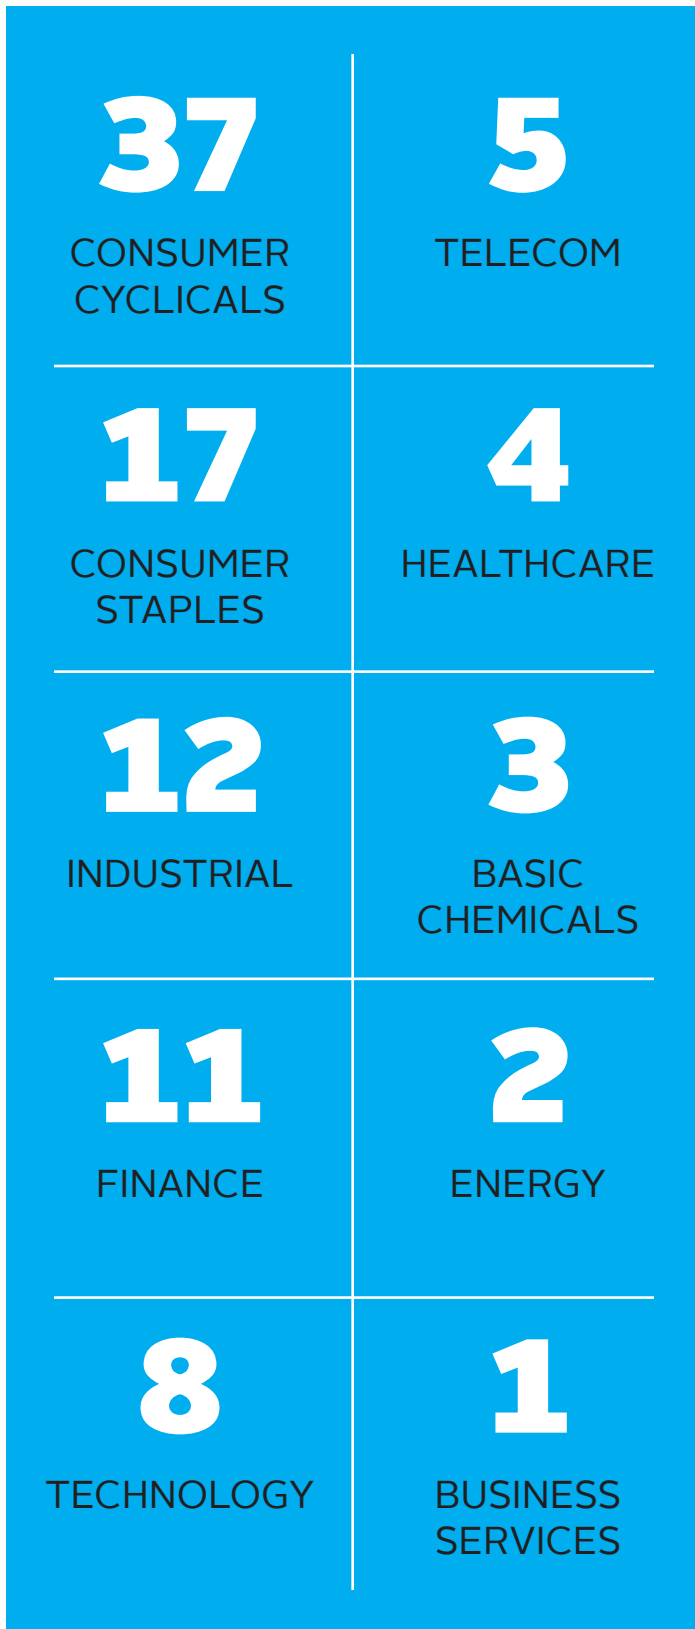 37
CONSUMER
CYCLICALS
5
TELECOM
17
CONSUMER
STAPLES
4
HEALTHCARE
12
INDUSTRIAL
3
BASIC
CHEMICALS
11
FINANCE
2
ENERGY
8
TECHNOLOGY
1
BUSINESS
SERVICES